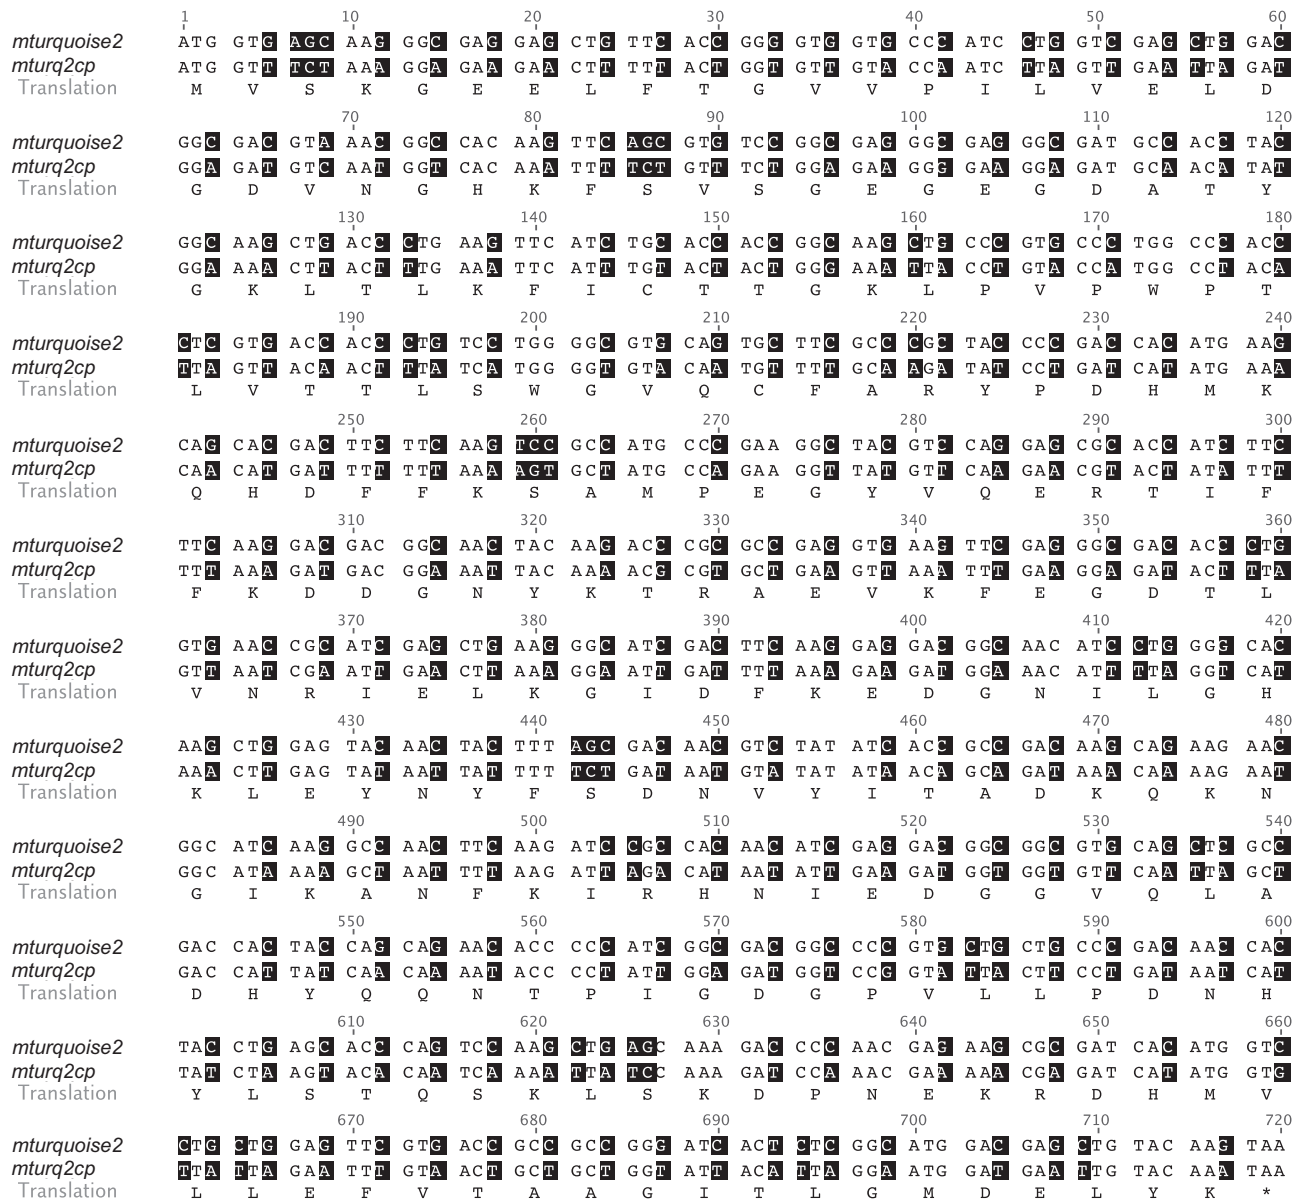 1 10 20 30 40 50 60
mturquoise2 ATG GTG AGC AAG GGC GAG GAG CTG TTC ACC GGG GTG GTG CCC ATC CTG GTC GAG CTG GAC
mturq2cp ATG GTT TCT AAA GGA GAA GAA CTT TTT ACT GGT GTT GTA CCA ATC TTA GTT GAA TTA GAT
Translation M V S K G E E L F T G V V P I L V E L D
70 80 90 100 110 120
mturquoise2 GGC GAC GTA AAC GGC CAC AAG TTC AGC GTG TCC GGC GAG GGC GAG GGC GAT GCC ACC TAC
mturq2cp GGA GAT GTC AAT GGT CAC AAA TTT TCT GTT TCT GGA GAA GGG GAA GGA GAT GCA ACA TAT
Translation G D V N G H K F S V S G E G E G D A T Y
130 140 150 160 170 180
mturquoise2 GGC AAG CTG ACC CTG AAG TTC ATC TGC ACC ACC GGC AAG CTG CCC GTG CCC TGG CCC ACC
mturq2cp GGA AAA CTT ACT TTG AAA TTC ATT TGT ACT ACT GGG AAA TTA CCT GTA CCA TGG CCT ACA
Translation G K L T L K F I C T T G K L P V P W P T
190 200 210 220 230 240
mturquoise2 CTC GTG ACC ACC CTG TCC TGG GGC GTG CAG TGC TTC GCC CGC TAC CCC GAC CAC ATG AAG
mturq2cp TTA GTT ACA ACT TTA TCA TGG GGT GTA CAA TGT TTT GCA AGA TAT CCT GAT CAT ATG AAA
Translation L V T T L S W G V Q C F A R Y P D H M K
250 260 270 280 290 300
mturquoise2 CAG CAC GAC TTC TTC AAG TCC GCC ATG CCC GAA GGC TAC GTC CAG GAG CGC ACC ATC TTC
mturq2cp CAA CAT GAT TTT TTT AAA AGT GCT ATG CCA GAA GGT TAT GTT CAA GAA CGT ACT ATA TTT
Translation Q H D F F K S A M P E G Y V Q E R T I F
310 320 330 340 350 360
mturquoise2 TTC AAG GAC GAC GGC AAC TAC AAG ACC CGC GCC GAG GTG AAG TTC GAG GGC GAC ACC CTG
mturq2cp TTT AAA GAT GAC GGA AAT TAC AAA ACG CGT GCT GAA GTT AAA TTT GAA GGA GAT ACT TTA
Translation F K D D G N Y K T R A E V K F E G D T L
370 380 390 400 410 420
mturquoise2 GTG AAC CGC ATC GAG CTG AAG GGC ATC GAC TTC AAG GAG GAC GGC AAC ATC CTG GGG CAC
mturq2cp GTT AAT CGA ATT GAA CTT AAA GGA ATT GAT TTT AAA GAA GAT GGA AAC ATT TTA GGT CAT
Translation V N R I E L K G I D F K E D G N I L G H
430 440 450 460 470 480
mturquoise2 AAG CTG GAG TAC AAC TAC TTT AGC GAC AAC GTC TAT ATC ACC GCC GAC AAG CAG AAG AAC
mturq2cp AAA CTT GAG TAT AAT TAT TTT TCT GAT AAT GTA TAT ATA ACA GCA GAT AAA CAA AAG AAT
Translation K L E Y N Y F S D N V Y I T A D K Q K N
490 500 510 520 530 540
mturquoise2 GGC ATC AAG GCC AAC TTC AAG ATC CGC CAC AAC ATC GAG GAC GGC GGC GTG CAG CTC GCC
mturq2cp GGC ATA AAA GCT AAT TTT AAG ATT AGA CAT AAT ATT GAA GAT GGT GGT GTT CAA TTA GCT
Translation G I K A N F K I R H N I E D G G V Q L A
550 560 570 580 590 600
mturquoise2 GAC CAC TAC CAG CAG AAC ACC CCC ATC GGC GAC GGC CCC GTG CTG CTG CCC GAC AAC CAC
mturq2cp GAC CAT TAT CAA CAA AAT ACC CCT ATT GGA GAT GGT CCG GTA TTA CTT CCT GAT AAT CAT
Translation D H Y Q Q N T P I G D G P V L L P D N H
610 620 630 640 650 660
mturquoise2 TAC CTG AGC ACC CAG TCC AAG CTG AGC AAA GAC CCC AAC GAG AAG CGC GAT CAC ATG GTC
mturq2cp TAT CTA AGT ACA CAA TCA AAA TTA TCC AAA GAT CCA AAC GAA AAA CGA GAT CAT ATG GTG
Translation Y L S T Q S K L S K D P N E K R D H M V
670 680 690 700 710 720
mturquoise2 CTG CTG GAG TTC GTG ACC GCC GCC GGG ATC ACT CTC GGC ATG GAC GAG CTG TAC AAG TAA
mturq2cp TTA TTA GAA TTT GTA ACT GCT GCT GGT ATT ACA TTA GGA ATG GAT GAA TTG TAC AAA TAA
Translation L L E F V T A A G I T L G M D E L Y K *